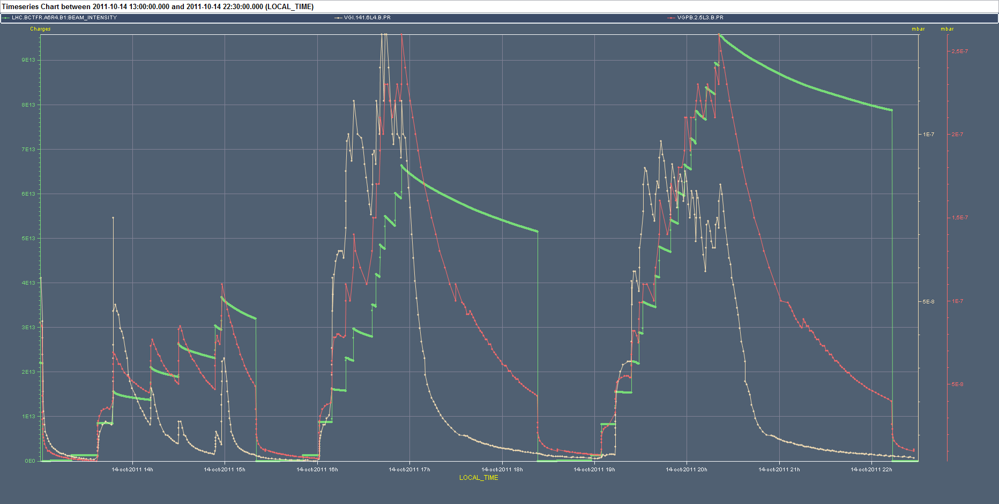 Timeseries Chart between 2011-10-14 13:00:00.000 and 2011-10-14 22:30:00.000 (LOCAL_TIME)
LHC.BCTFR.A6R4.B1:BEAM_INTENSITY VGI.141.6L4.B.PR VGPB.2.5L3.B.PR
Charges mbar mbar
9E13 2,5E-7
8E13
7E13 1E-7 2E-7
6E13
5E13 1,5E-7
4E13
3E13 5E-8 1E-7
2E13 5E-8
1E13
0E0
14-oct-2011 14h 14-oct-2011 15h 14-oct-2011 16h 14-oct-2011 17h 14-oct-2011 18h 14-oct-2011 19h 14-oct-2011 20h 14-oct-2011 21h 14-oct-2011 22h
LOCAL_TIME